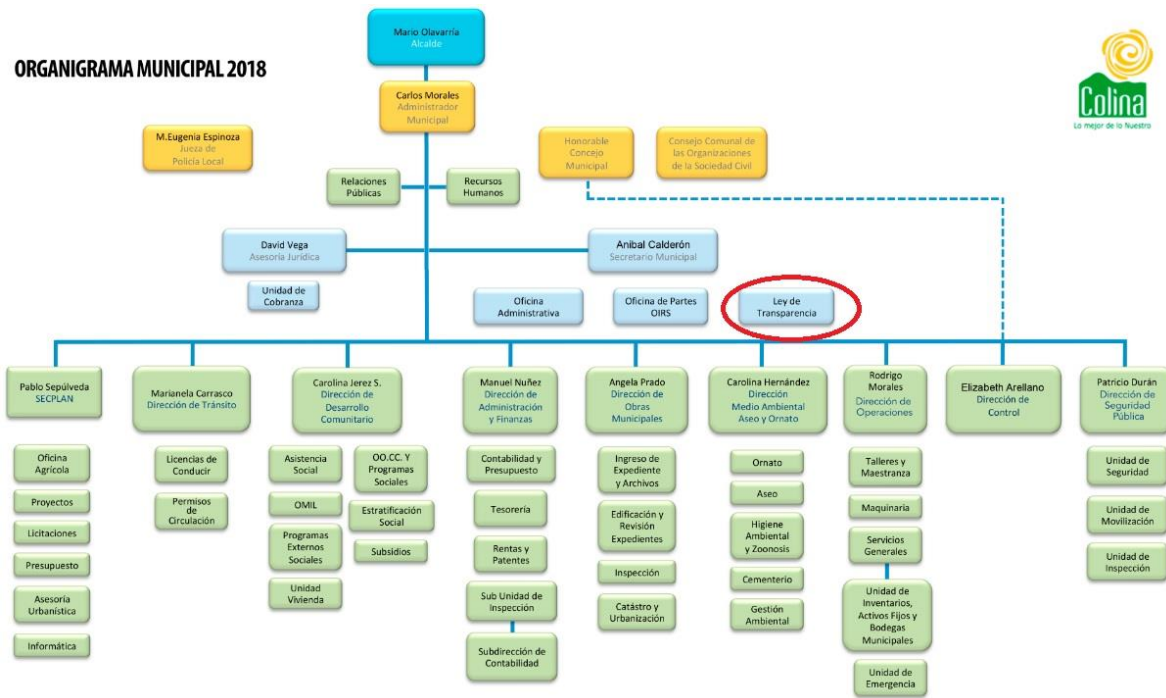 Mario Olavarría
Alcalde
ORGANIGRAMA MUNICIPAL 2018
Colina
Lo mejor de lo Nuestro
Carlos Morales
Administrador
Municipal
M.Eugenia Espinoza
Jueza de
Policía Local
Honorable
Concejo
Municipal
Consejo Comunal de
las Organizaciones
de la Sociedad Civil
Relaciones
Públicas
Recursos
Humanos
David Vega
Asesoría Jurídica
Anibal Calderón
Secretario Municipal
Unidad de
Cobranza
Oficina
Administrativa
Oficina de Partes
OIRS
Ley de
Transparencia
Pablo Sepúlveda
SECPLAN
Marianela Carrasco
Dirección de Tránsito
Carolina Jerez S.
Dirección de
Desarrollo
Comunitario
Manuel Nuñez
Dirección de
Administración
y Finanzas
Angela Prado
Dirección de
Obras
Municipales
Carolina Hernández
Dirección
Medio Ambiental
Aseo y Ornato
Rodrigo
Morales
Dirección de
Operaciones
Elizabeth Arellano
Dirección de
Control
Patricio Durán
Dirección de
Seguridad
Pública
Oficina
Agrícola
Proyectos
Licitaciones
Presupuesto
Asesoría
Urbanística
Informática
Licencias de
Conducir
Permisos de
Circulación
Asistencia
Social
OMIL
Programas
Externos
Sociales
Unidad
Vivienda
OO.CC. Y
Programas
Sociales
Estratificación
Social
Subsidios
Contabilidad y
Presupuesto
Tesorería
Rentas y
Patentes
Sub Unidad de
Inspección
Subdirección de
Contabilidad
Ingreso de
Expediente
y Archivos
Edificación y
Revisión
Expedientes
Inspección
Catástro y
Urbanización
Ornato
Aseo
Higiene
Ambiental
y Zoonosis
Cementerio
Gestión
Ambiental
Talleres y
Maestranza
Maquinaria
Servicios
Generales
Unidad de
Inventarios,
Activos Fijos y
Bodegas
Municipales
Unidad de
Emergencia
Unidad de
Seguridad
Unidad de
Movilización
Unidad de
Inspección